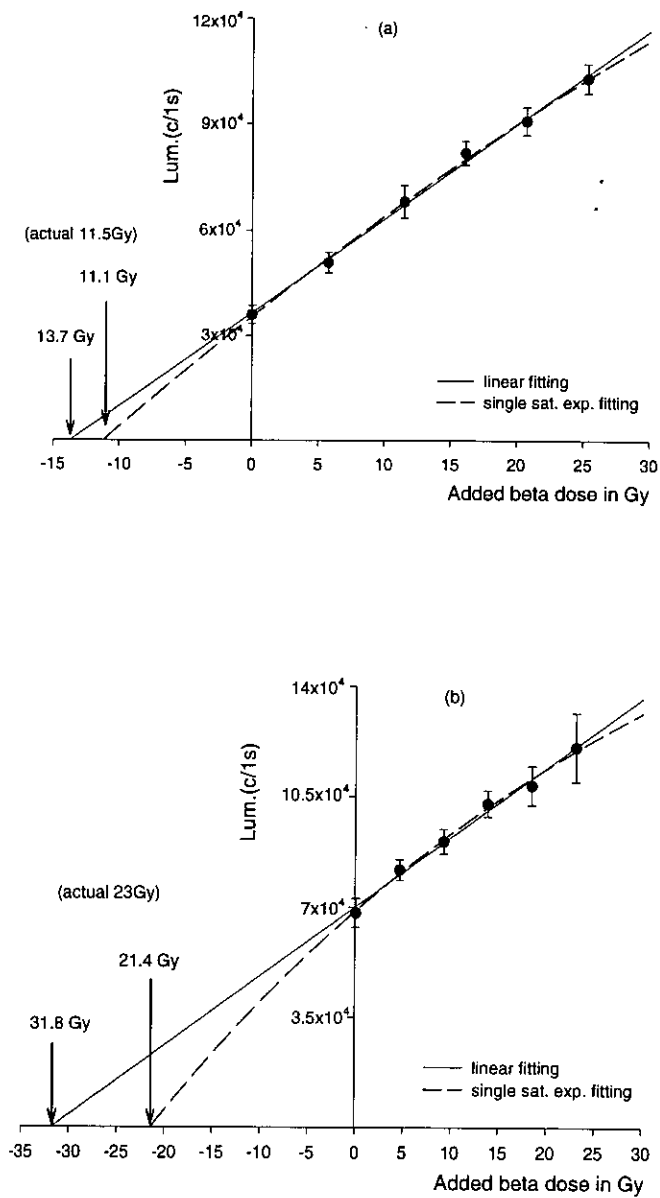 12x10⁴
(a)
Lum.(c/1s)
9x10⁴
6x10⁴
(actual 11.5Gy)
11.1 Gy
13.7 Gy
3x10⁴
linear fitting
single sat. exp. fitting
-15 -10 -5 0 5 10 15 20 25 30
Added beta dose in Gy
14x10⁴
(b)
Lum.(c/1s)
10.5x10⁴
(actual 23Gy)
7x10⁴
21.4 Gy
31.8 Gy
3.5x10⁴
linear fitting
single sat. exp. fitting
-35 -30 -25 -20 -15 -10 -5 0 5 10 15 20 25 30
Added beta dose in Gy